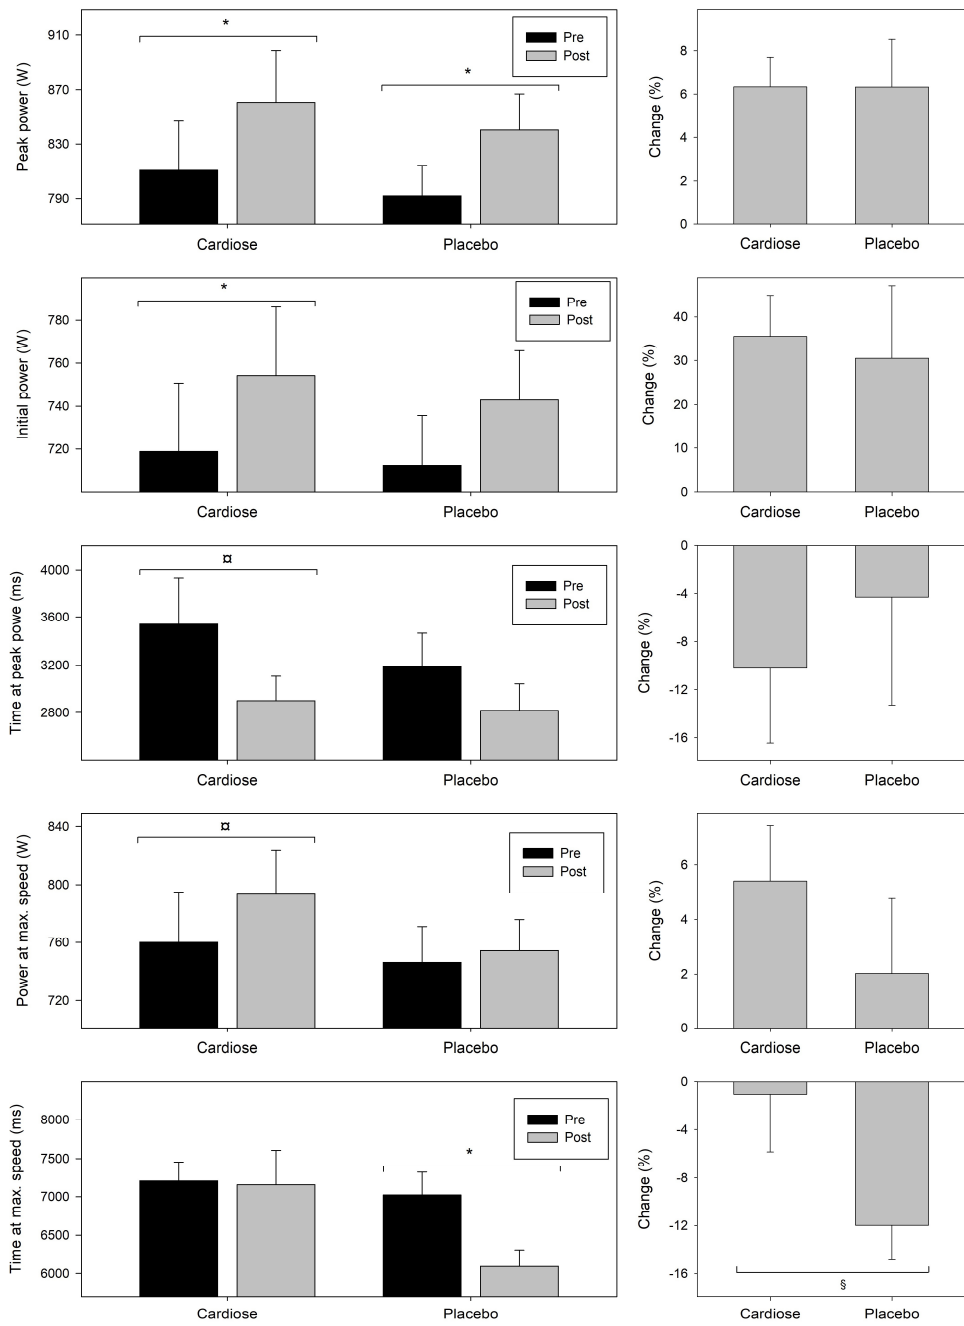 *
*
Pre
Post
910
870
830
790
Peak power (W)
Cardiose
Placebo
8
6
4
2
0
Change (%)
Cardiose
Placebo
*
Pre
Post
780
760
740
720
Initial power (W)
Cardiose
Placebo
40
30
20
10
0
Change (%)
Cardiose
Placebo
¤
Pre
Post
4000
3600
3200
2800
Time at peak powe (ms)
Cardiose
Placebo
0
-4
-8
-12
-16
Change (%)
Cardiose
Placebo
¤
Pre
Post
840
800
760
720
Power at max. speed (W)
Cardiose
Placebo
6
4
2
0
Change (%)
Cardiose
Placebo
*
Pre
Post
8000
7500
7000
6500
6000
Time at max. speed (ms)
Cardiose
Placebo
0
-4
-8
-12
-16
Change (%)
§
Cardiose
Placebo